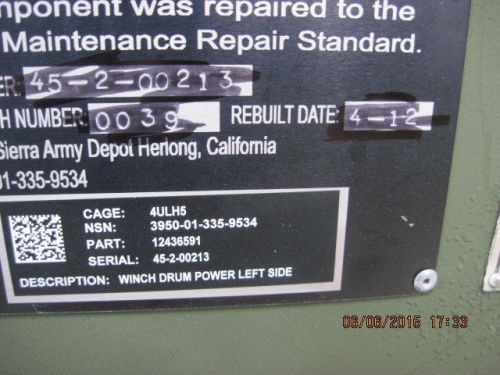 mponent was repaired to the
Maintenance Repair Standard.
ER: 45-2-00213
H NUMBER: 0039 REBUILT DATE: 4-12
Sierra Army Depot Herlong, California
01-335-9534
CAGE: 4ULH5
NSN: 3950-01-335-9534
PART: 12436591
SERIAL: 45-2-00213
DESCRIPTION: WINCH DRUM POWER LEFT SIDE
06/06/2015 17:33